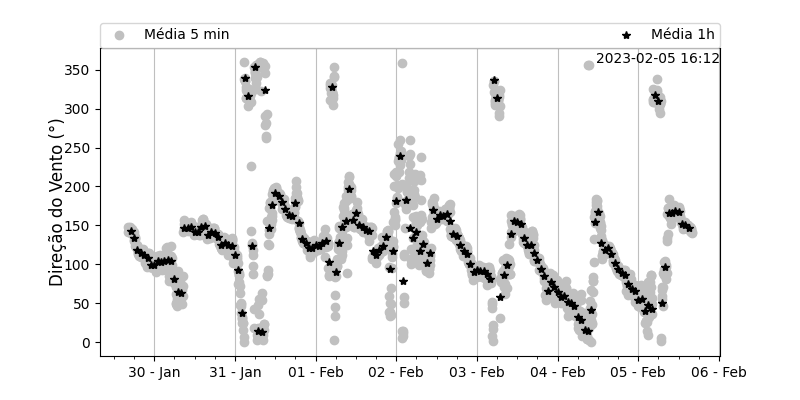 Média 5 min
Média 1h
2023-02-05 16:12
Direção do Vento (°)
350
300
250
200
150
100
50
0
30 - Jan
31 - Jan
01 - Feb
02 - Feb
03 - Feb
04 - Feb
05 - Feb
06 - Feb